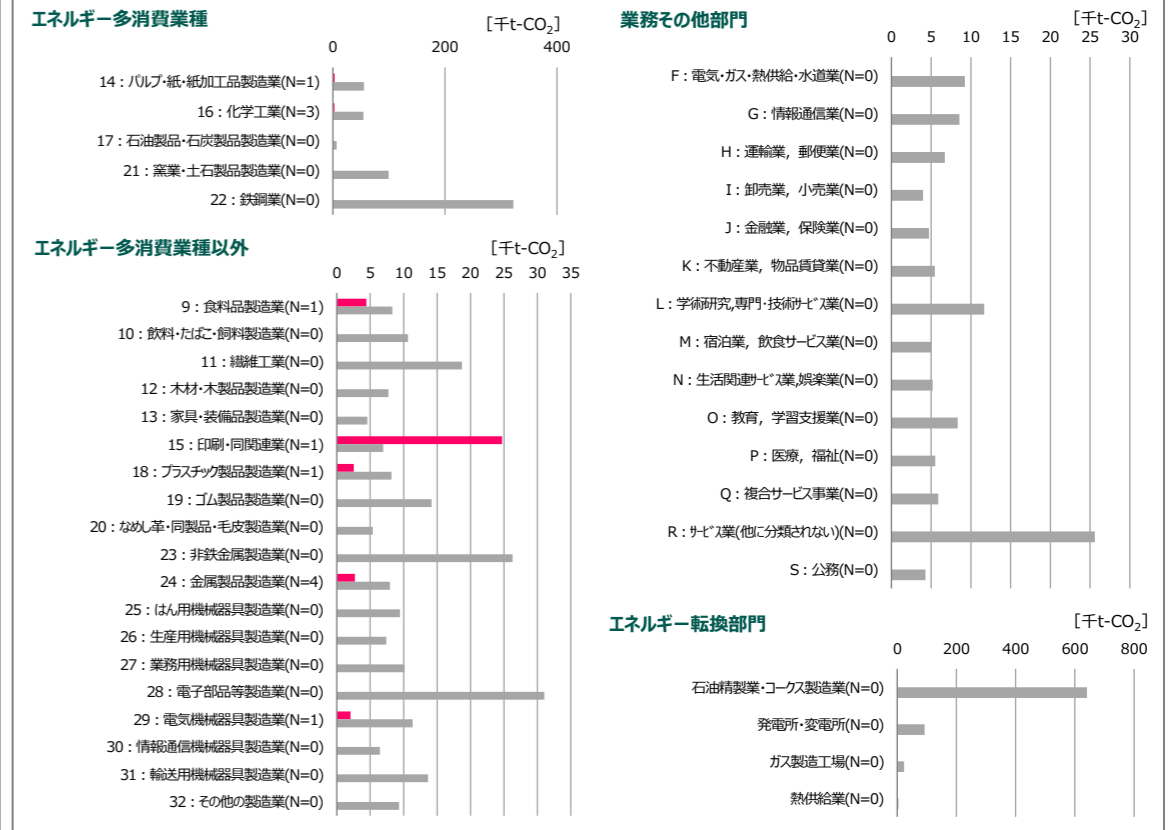 エネルギー多消費業種
[千t-CO2]
0 200 400
14：パルプ・紙・紙加工品製造業(N=1)
16：化学工業(N=3)
17：石油製品・石炭製品製造業(N=0)
21：窯業・土石製品製造業(N=0)
22：鉄鋼業(N=0)
エネルギー多消費業種以外
[千t-CO2]
0 5 10 15 20 25 30 35
9：食料品製造業(N=1)
10：飲料・たばこ・飼料製造業(N=0)
11：繊維工業(N=0)
12：木材・木製品製造業(N=0)
13：家具・装備品製造業(N=0)
15：印刷・同関連業(N=1)
18：プラスチック製品製造業(N=1)
19：ゴム製品製造業(N=0)
20：なめし革・同製品・毛皮製造業(N=0)
23：非鉄金属製造業(N=0)
24：金属製品製造業(N=4)
25：はん用機械器具製造業(N=0)
26：生産用機械器具製造業(N=0)
27：業務用機械器具製造業(N=0)
28：電子部品等製造業(N=0)
29：電気機械器具製造業(N=1)
30：情報通信機械器具製造業(N=0)
31：輸送用機械器具製造業(N=0)
32：その他の製造業(N=0)
業務その他部門
[千t-CO2]
0 5 10 15 20 25 30
F：電気・ガス・熱供給・水道業(N=0)
G：情報通信業(N=0)
H：運輸業，郵便業(N=0)
I：卸売業，小売業(N=0)
J：金融業，保険業(N=0)
K：不動産業，物品賃貸業(N=0)
L：学術研究,専門・技術サービス業(N=0)
M：宿泊業，飲食サービス業(N=0)
N：生活関連サービス業,娯楽業(N=0)
O：教育，学習支援業(N=0)
P：医療，福祉(N=0)
Q：複合サービス事業(N=0)
R：サービス業(他に分類されない)(N=0)
S：公務(N=0)
エネルギー転換部門
[千t-CO2]
0 200 400 600 800
石油精製業・コークス製造業(N=0)
発電所・変電所(N=0)
ガス製造工場(N=0)
熱供給業(N=0)